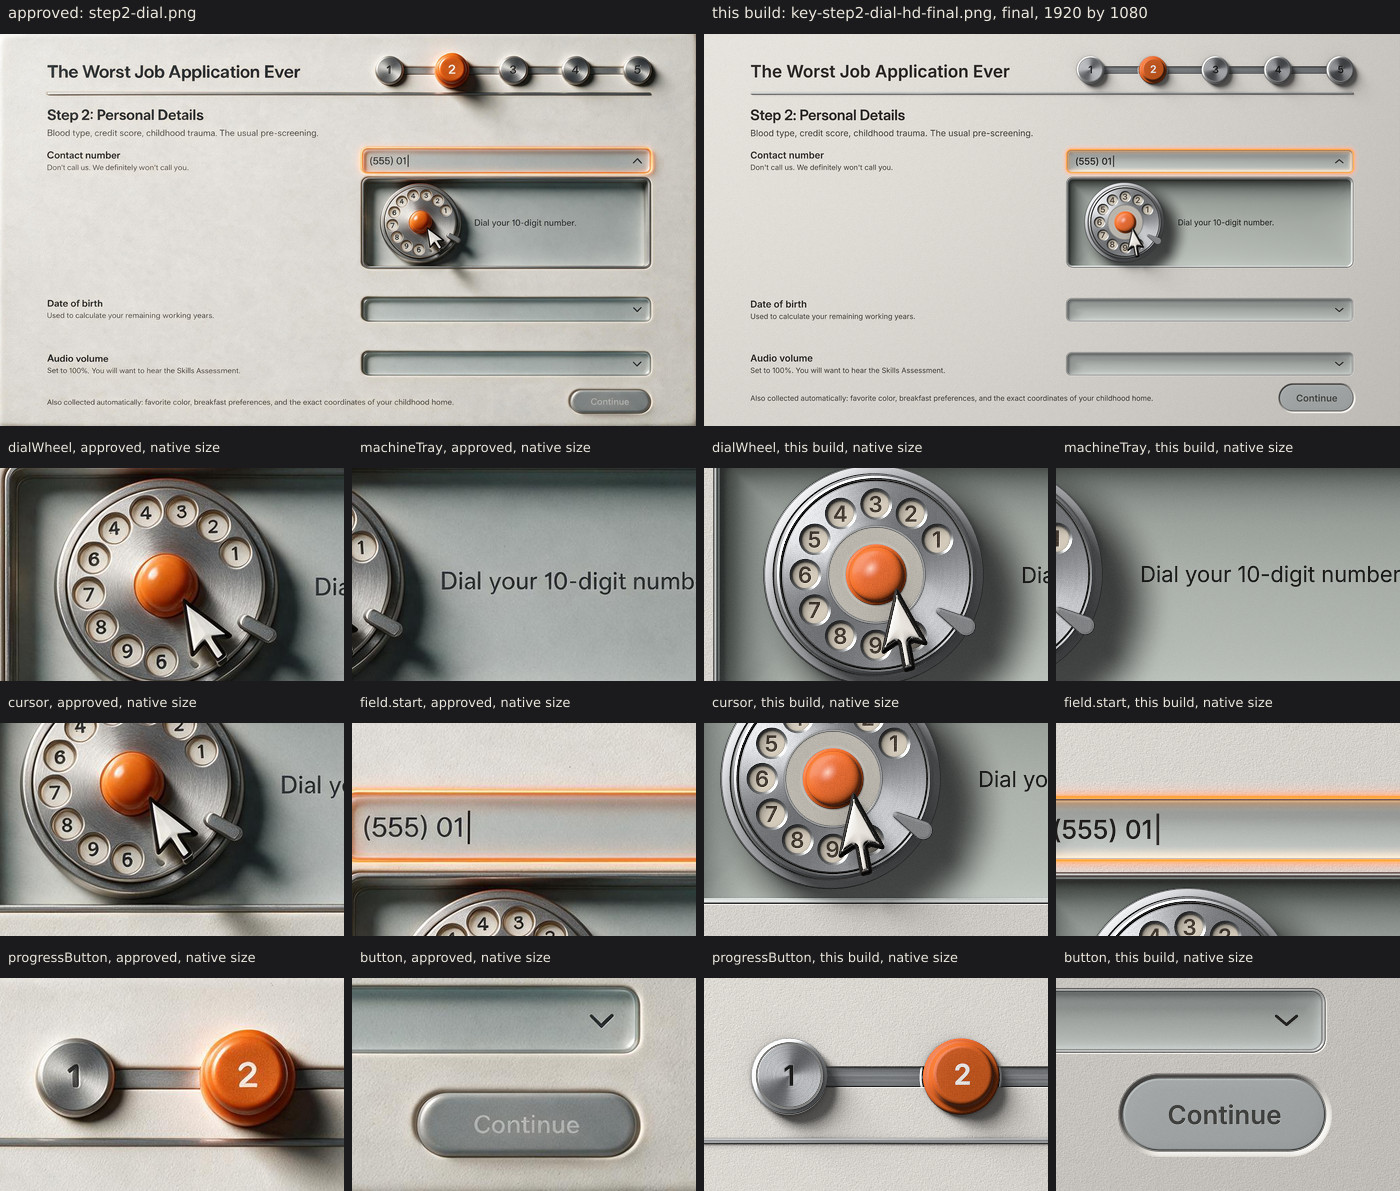 approved: step2-dial.png
this build: key-step2-dial-hd-final.png, final, 1920 by 1080
The Worst Job Application Ever
1 2 3 4 5
Step 2: Personal Details
Blood type, credit score, childhood trauma. The usual pre-screening.
Contact number
Don't call us. We definitely won't call you.
(555) 01
Dial your 10-digit number.
Date of birth
Used to calculate your remaining working years.
Audio volume
Set to 100%. You will want to hear the Skills Assessment.
Also collected automatically: favorite color, breakfast preferences, and the exact coordinates of your childhood home.
Continue
The Worst Job Application Ever
1 2 3 4 5
Step 2: Personal Details
Blood type, credit score, childhood trauma. The usual pre-screening.
Contact number
Don't call us. We definitely won't call you.
(555) 01
Dial your 10-digit number.
Date of birth
Used to calculate your remaining working years.
Audio volume
Set to 100%. You will want to hear the Skills Assessment.
Also collected automatically: favorite color, breakfast preferences, and the exact coordinates of your childhood home.
Continue
dialWheel, approved, native size
machineTray, approved, native size
dialWheel, this build, native size
machineTray, this build, native size
4 4 3 2 1 6 7 8 9 6
Dia
1
Dial your 10-digit numb
5 4 3 2 1 6 7 8 9
Dia
Dial your 10-digit number
cursor, approved, native size
field.start, approved, native size
cursor, this build, native size
field.start, this build, native size
4 2 1 6 7 8 9 6
Dial y
(555) 01
4 3
5 1 6 7 8 9
Dial yo
(555) 01
4 3 2
progressButton, approved, native size
button, approved, native size
progressButton, this build, native size
button, this build, native size
1 2
Continue
1 2
Continue